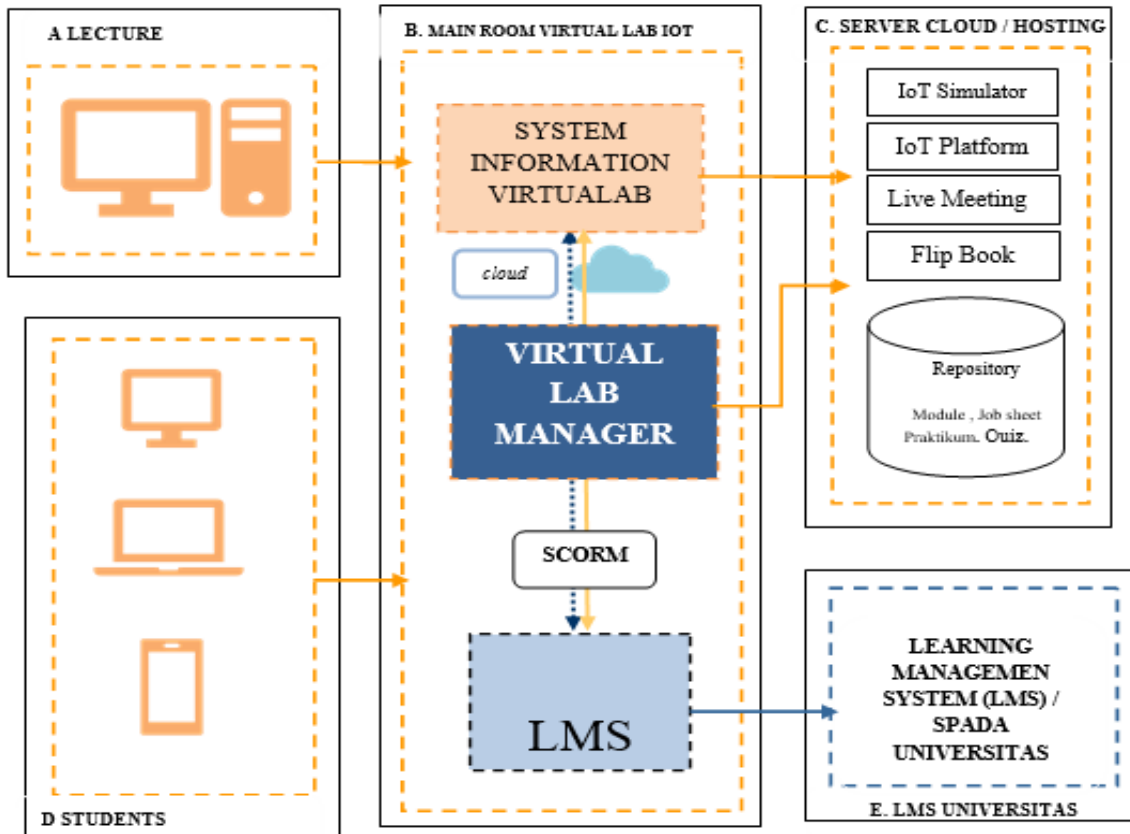 A LECTURE
B. MAIN ROOM VIRTUAL LAB IOT
SYSTEM
INFORMATION
VIRTUALAB
cloud
VIRTUAL
LAB
MANAGER
SCORM
LMS
C. SERVER CLOUD / HOSTING
IoT Simulator
IoT Platform
Live Meeting
Flip Book
Repository
Module , Job sheet
Praktikum. Quiz.
D STUDENTS
LEARNING
MANAGEMEN
SYSTEM (LMS) /
SPADA
UNIVERSITAS
E. LMS UNIVERSITAS